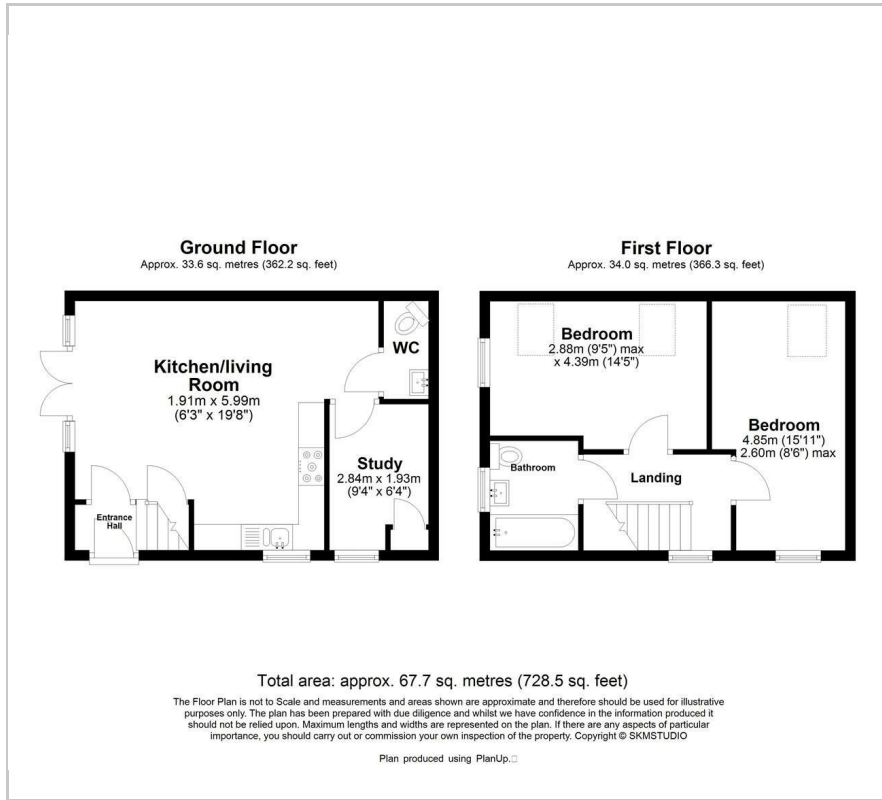 Ground Floor
Approx. 33.6 sq. metres (362.2 sq. feet)
Kitchen/living
Room
1.91m x 5.99m
(6'3" x 19'8")
WC
Study
2.84m x 1.93m
(9'4" x 6'4")
Entrance
Hall
First Floor
Approx. 34.0 sq. metres (366.3 sq. feet)
Bedroom
2.88m (9'5") max
x 4.39m (14'5")
Bedroom
4.85m (15'11")
2.60m (8'6") max
Bathroom
Landing
Total area: approx. 67.7 sq. metres (728.5 sq. feet)
The Floor Plan is not to Scale and measurements and areas shown are approximate and therefore should be used for illustrative
purposes only. The plan has been prepared with due diligence and whilst we have confidence in the information produced it
should not be relied upon. Maximum lengths and widths are represented on the plan. If there are any aspects of particular
importance, you should carry out or commission your own inspection of the property. Copyright © SKMSTUDIO
Plan produced using PlanUp.□